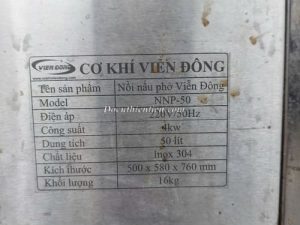 VIỄN ĐÔNG
CƠ KHÍ VIỄN ĐÔNG
Tên sản phẩm Nồi nấu phở Viễn Đông
Model NNP-50
Điện áp 220V/50Hz
Công suất 4kw
Dung tích 50 lít
Chất liệu Inox 304
Kích thước 500 x 580 x 760 mm
Khối lượng 16kg